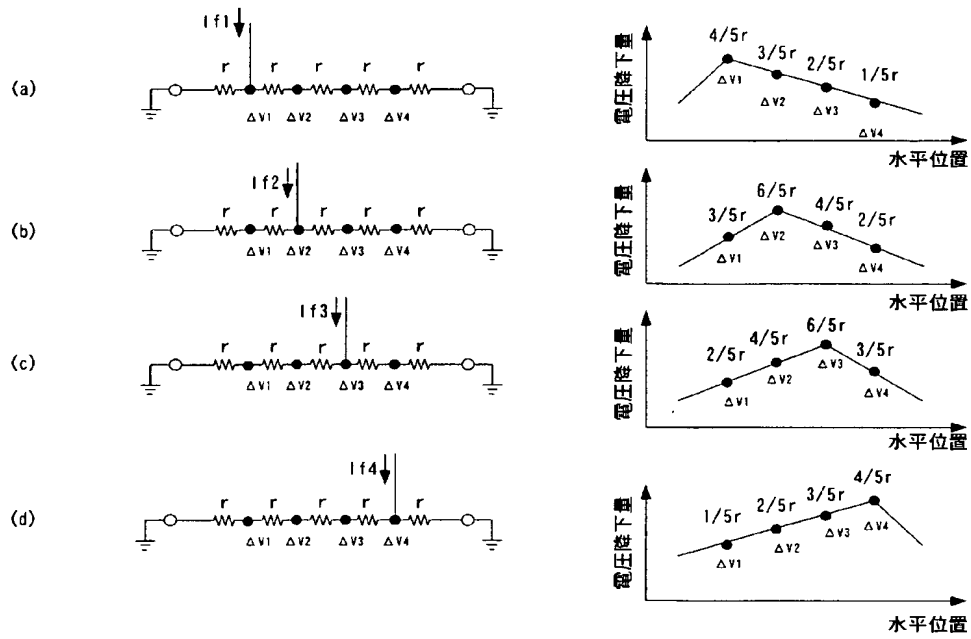 (a)
If1
r r r r r
ΔV1 ΔV2 ΔV3 ΔV4
電圧降下量
4/5r
3/5r
2/5r
1/5r
ΔV1
ΔV2
ΔV3
ΔV4
水平位置
(b)
If2
r r r r r
ΔV1 ΔV2 ΔV3 ΔV4
電圧降下量
3/5r
6/5r
4/5r
2/5r
ΔV1
ΔV2
ΔV3
ΔV4
水平位置
(c)
If3
r r r r r
ΔV1 ΔV2 ΔV3 ΔV4
電圧降下量
2/5r
4/5r
6/5r
3/5r
ΔV1
ΔV2
ΔV3
ΔV4
水平位置
(d)
If4
r r r r r
ΔV1 ΔV2 ΔV3 ΔV4
電圧降下量
1/5r
2/5r
3/5r
4/5r
ΔV1
ΔV2
ΔV3
ΔV4
水平位置